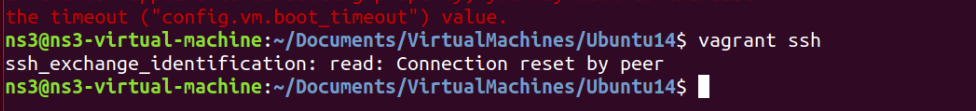 the timeout ("config.vm.boot_timeout") value.
ns3@ns3-virtual-machine:~/Documents/VirtualMachines/Ubuntu14$ vagrant ssh
ssh_exchange_identification: read: Connection reset by peer
ns3@ns3-virtual-machine:~/Documents/VirtualMachines/Ubuntu14$